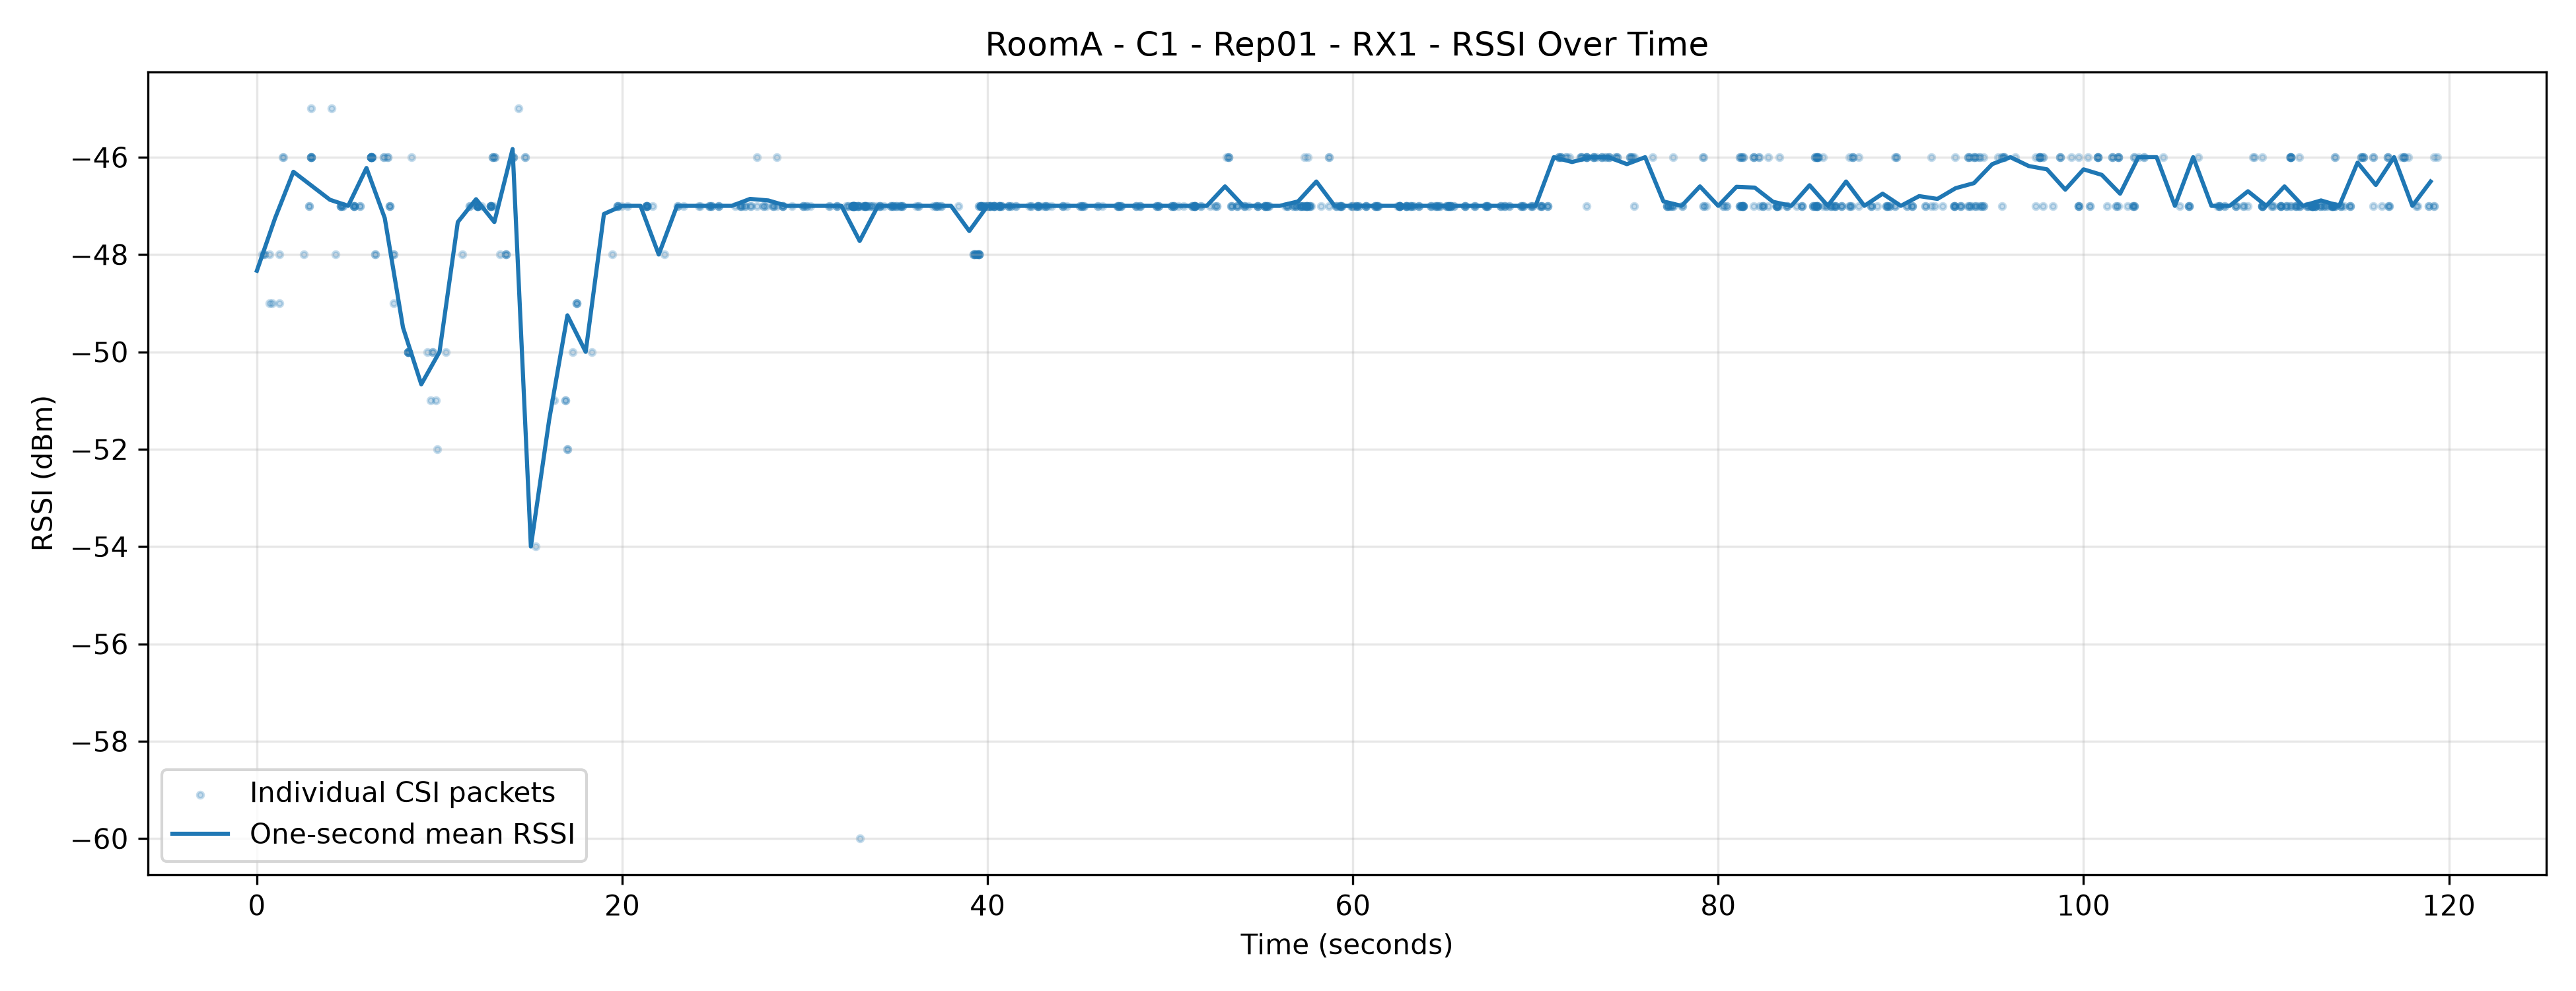 RoomA - C1 - Rep01 - RX1 - RSSI Over Time
RSSI (dBm)
−46
−48
−50
−52
−54
−56
−58
−60
Individual CSI packets
One-second mean RSSI
0 20 40 60 80 100 120
Time (seconds)